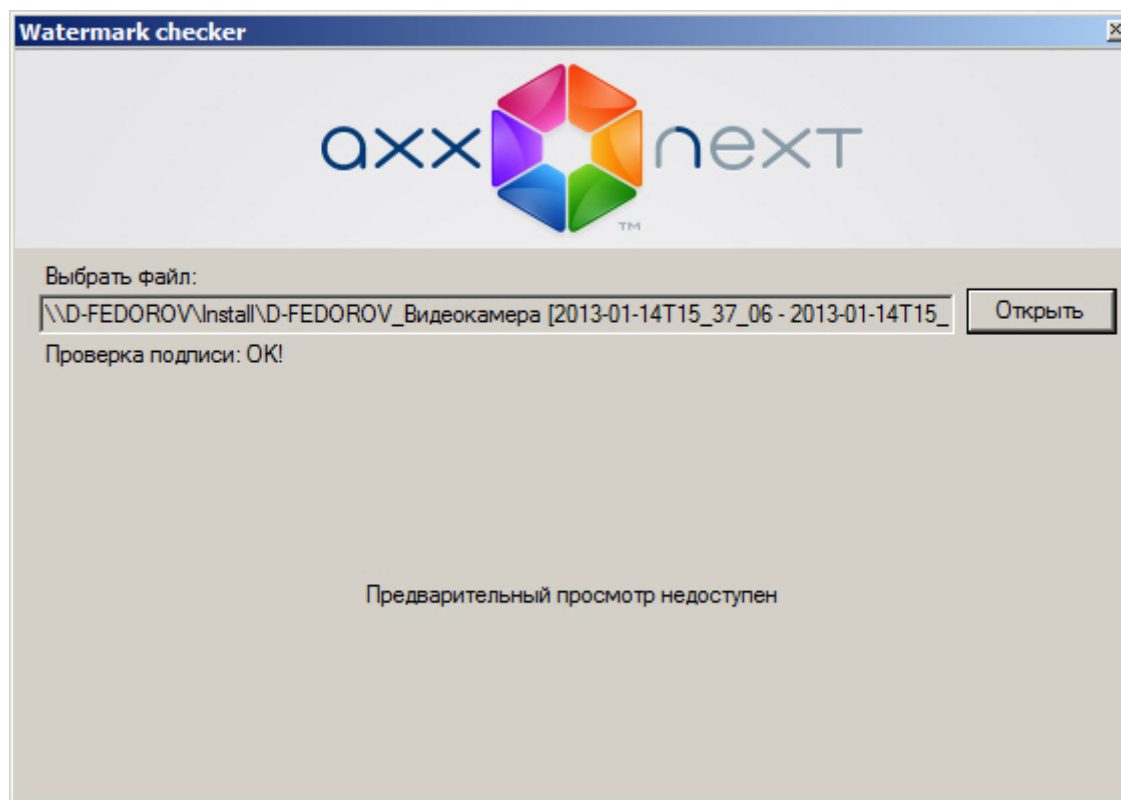 Watermark checker
axx next
TM
Выбрать файл:
\\D-FEDOROV\Install\D-FEDOROV_Видеокамера [2013-01-14T15_37_06 - 2013-01-14T15_
Открыть
Проверка подписи: OK!
Предварительный просмотр недоступен